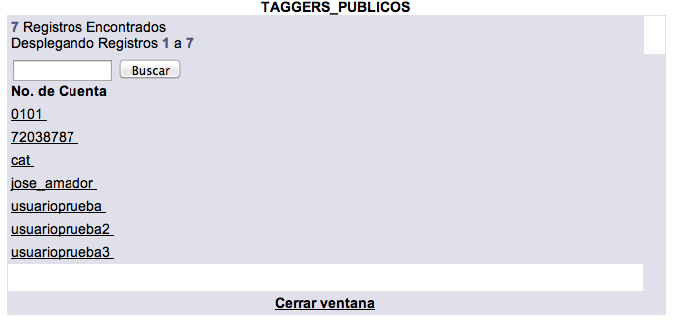 TAGGERS_PUBLICOS
7 Registros Encontrados
Desplegando Registros 1 a 7
Buscar
No. de Cuenta
0101
72038787
cat
jose_amador
usuarioprueba
usuarioprueba2
usuarioprueba3
Cerrar ventana